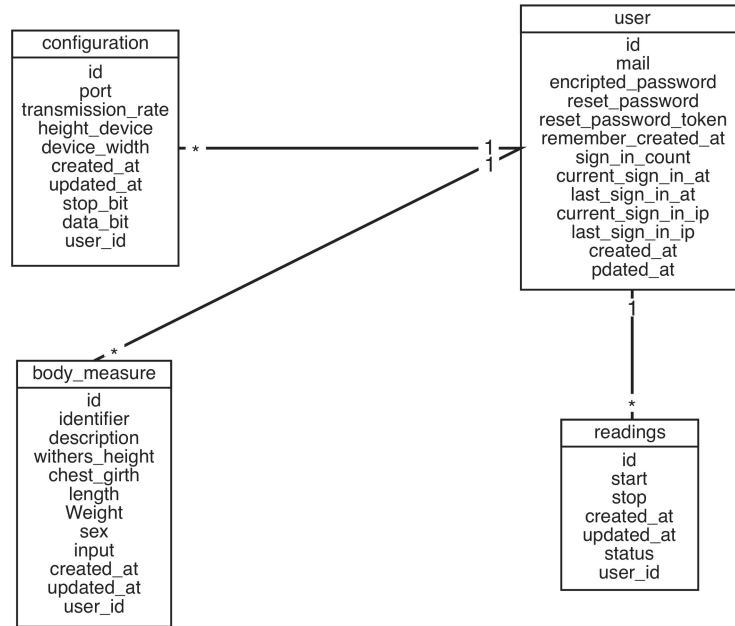 configuration
id
port
transmission_rate
height_device
device_width
created_at
updated_at
stop_bit
data_bit
user_id
*
1
1
user
id
mail
encripted_password
reset_password
reset_password_token
remember_created_at
sign_in_count
current_sign_in_at
last_sign_in_at
current_sign_in_ip
last_sign_in_ip
created_at
pdated_at
1
*
*
body_measure
id
identifier
description
withers_height
chest_girth
length
Weight
sex
input
created_at
updated_at
user_id
readings
id
start
stop
created_at
updated_at
status
user_id